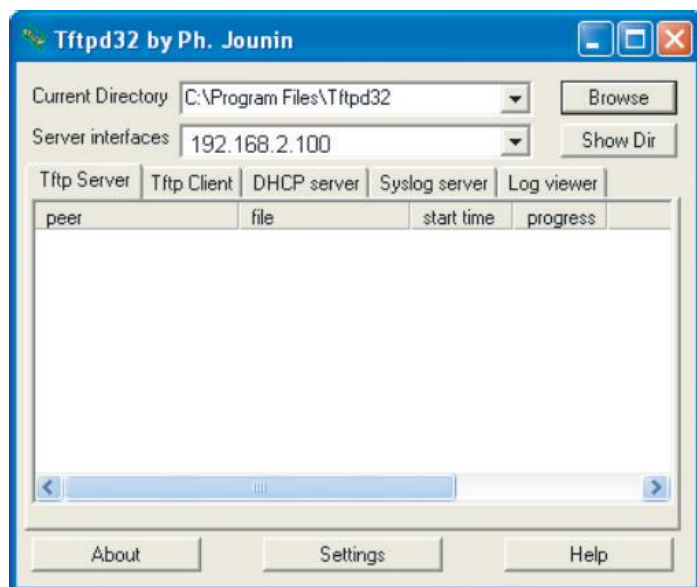 Tftpd32 by Ph. Jounin
Current Directory C:\Program Files\Tftpd32 Browse
Server interfaces 192.168.2.100 Show Dir
Tftp Server Tftp Client DHCP server Syslog server Log viewer
peer file start time progress
About Settings Help